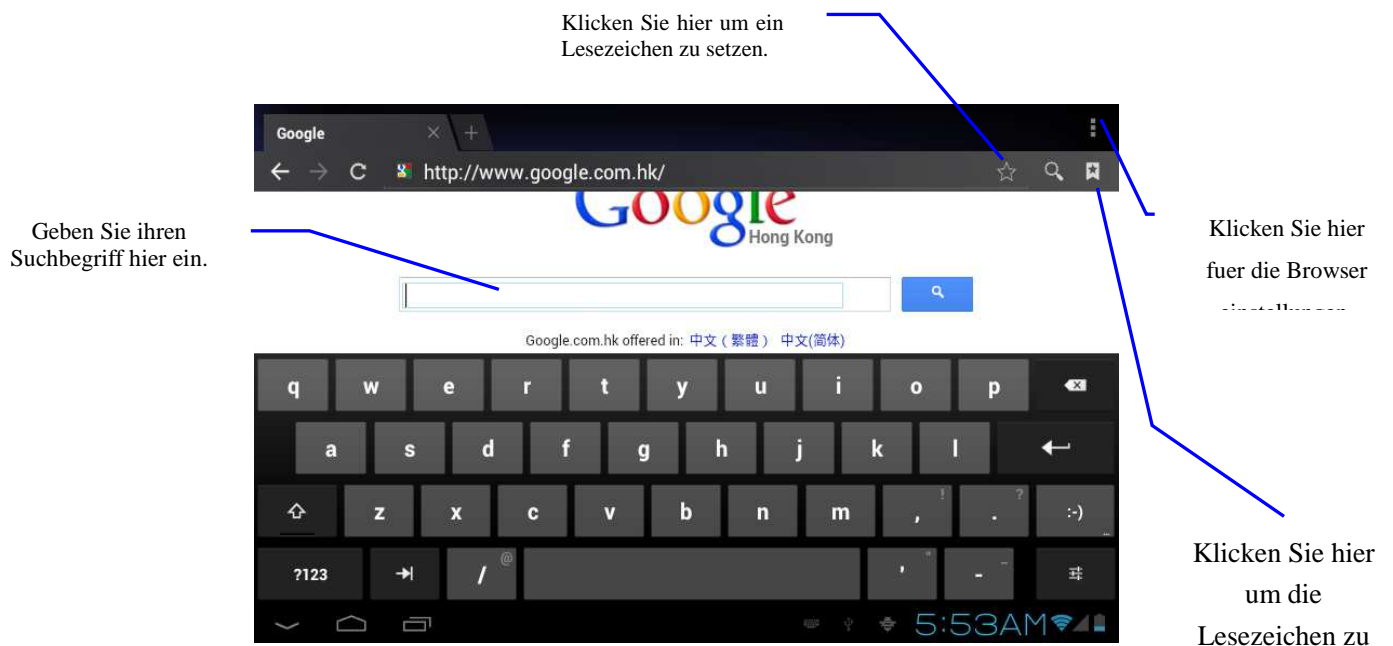 Klicken Sie hier um ein
Lesezeichen zu setzen.
Google
http://www.google.com.hk/
Geben Sie ihren
Suchbegriff hier ein.
Google
Hong Kong
Klicken Sie hier
fuer die Browser
Google.com.hk offered in: 中文（繁體） 中文(简体)
q w e r t y u i o p
a s d f g h j k l
z x c v b n m , ! . ? :-) ...
?123 / @ ' " - _
5:53AM
Klicken Sie hier
um die
Lesezeichen zu